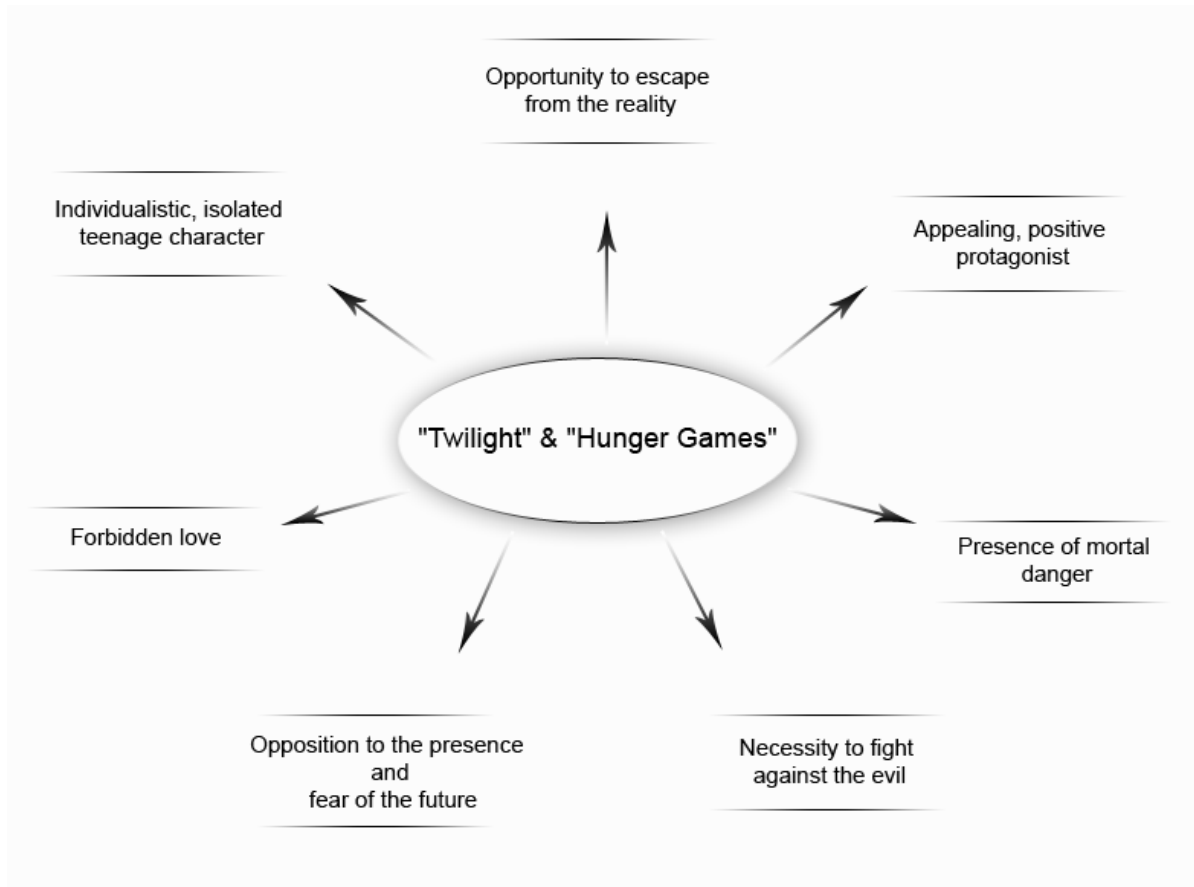 Opportunity to escape
from the reality
Individualistic, isolated
teenage character
Appealing, positive
protagonist
"Twilight" & "Hunger Games"
Forbidden love
Presence of mortal
danger
Opposition to the presence
and
fear of the future
Necessity to fight
against the evil